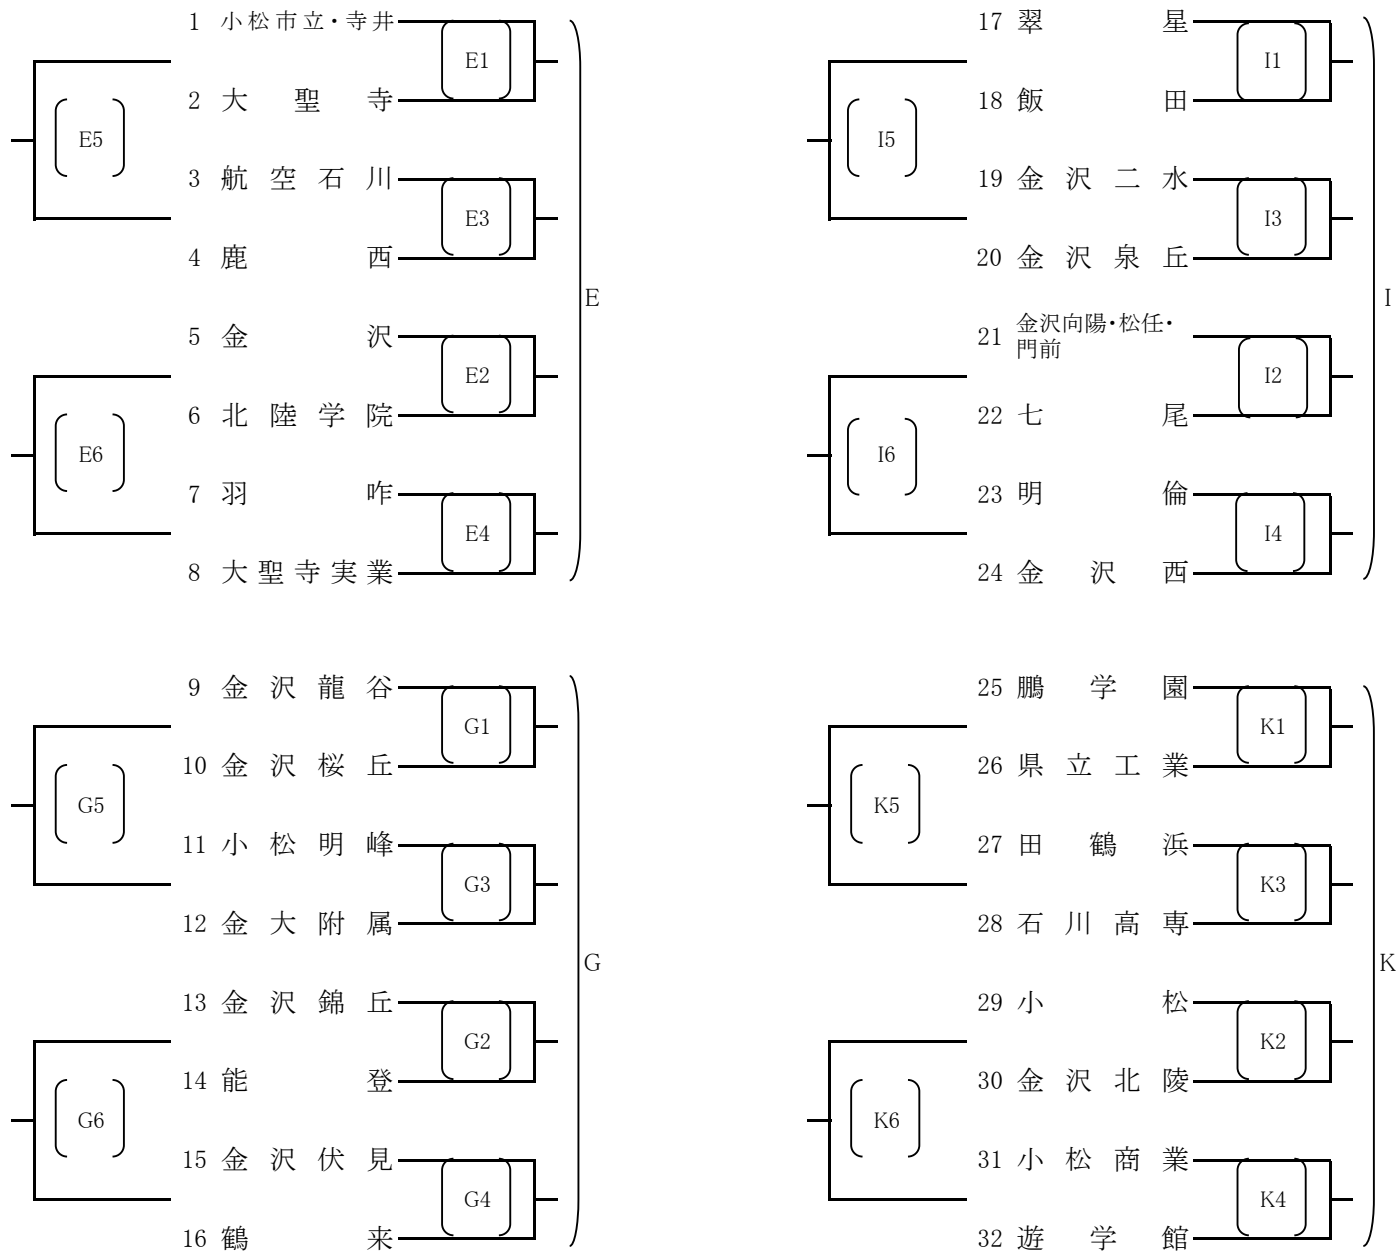 1 小松市立・寺井
E1
2 大聖寺
E5
3 航空石川
E3
4 鹿西
E
5 金沢
E2
6 北陸学院
E6
7 羽咋
E4
8 大聖寺実業
9 金沢龍谷
G1
10 金沢桜丘
G5
11 小松明峰
G3
12 金大附属
G
13 金沢錦丘
G2
14 能登
G6
15 金沢伏見
G4
16 鶴来
17 翠星
I1
18 飯田
I5
19 金沢二水
I3
20 金沢泉丘
I
21 金沢向陽・松任・
門前
I2
22 七尾
I6
23 明倫
I4
24 金沢西
25 鵬学園
K1
26 県立工業
K5
27 田鶴浜
K3
28 石川高専
K
29 小松
K2
30 金沢北陵
K6
31 小松商業
K4
32 遊学館